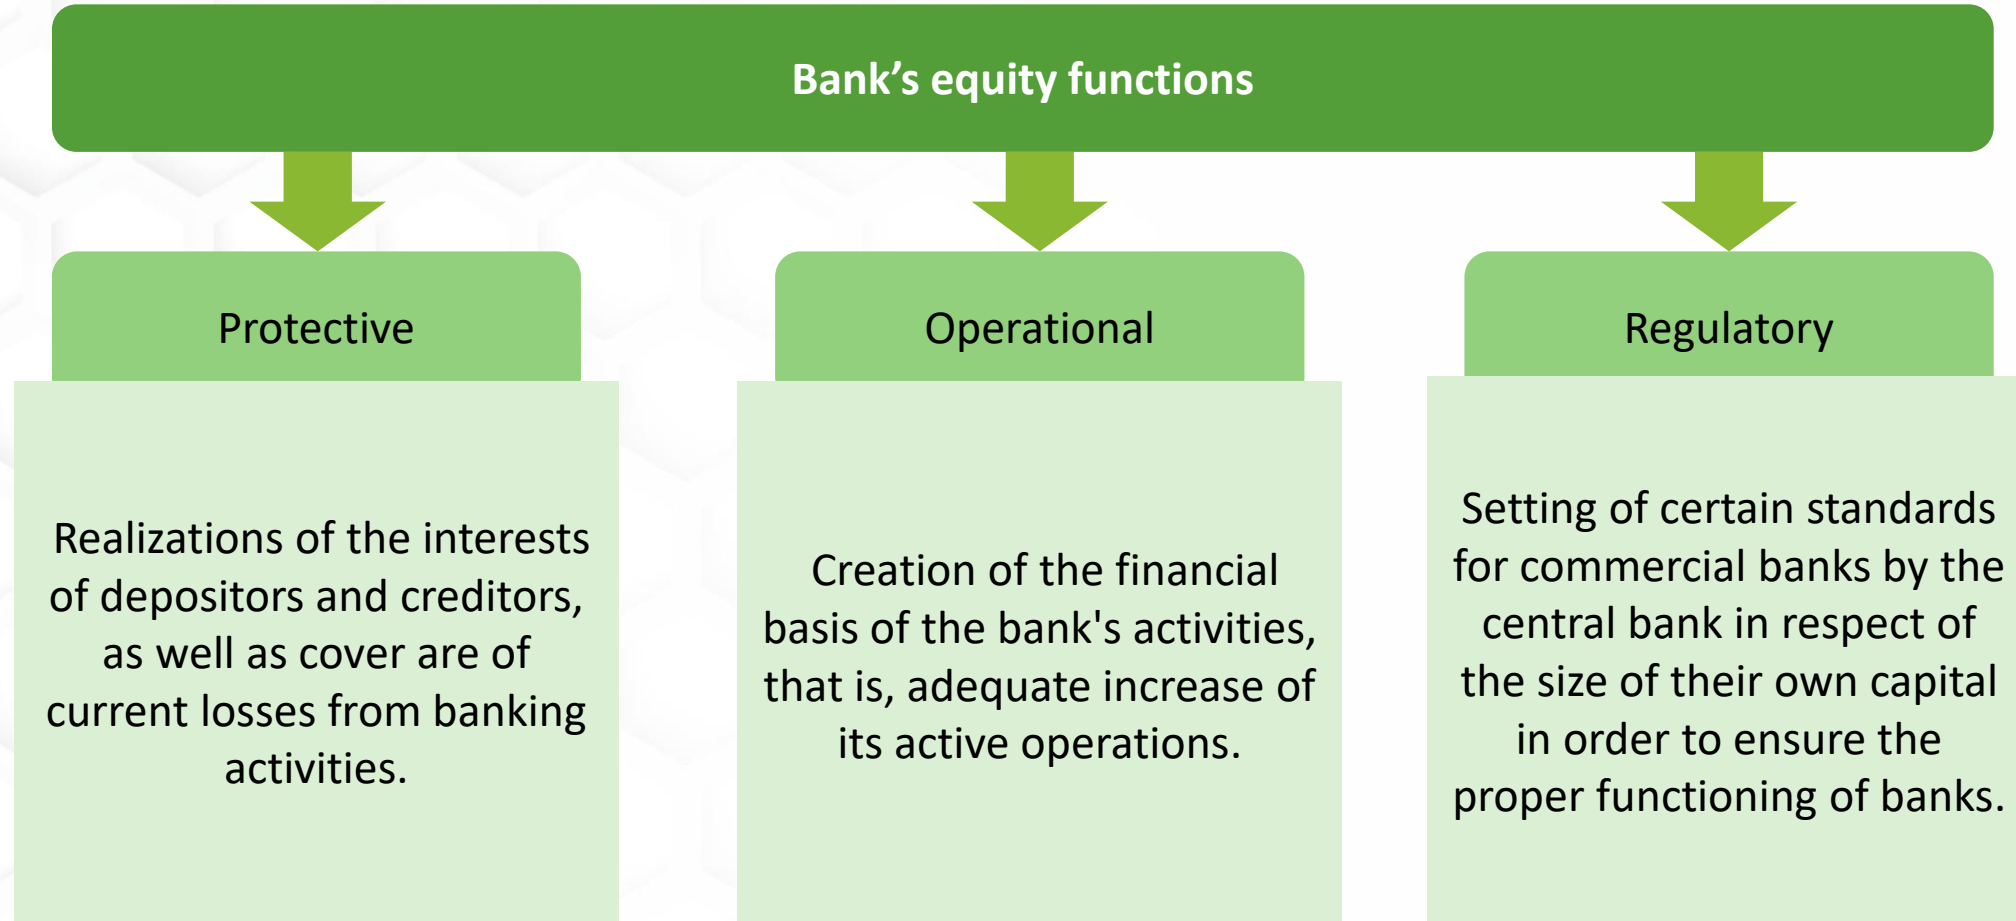 Bank’s equity functions
Protective
Realizations of the interests
of depositors and creditors,
as well as cover are of
current losses from banking
activities.
Operational
Creation of the financial
basis of the bank's activities,
that is, adequate increase of
its active operations.
Regulatory
Setting of certain standards
for commercial banks by the
central bank in respect of
the size of their own capital
in order to ensure the
proper functioning of banks.